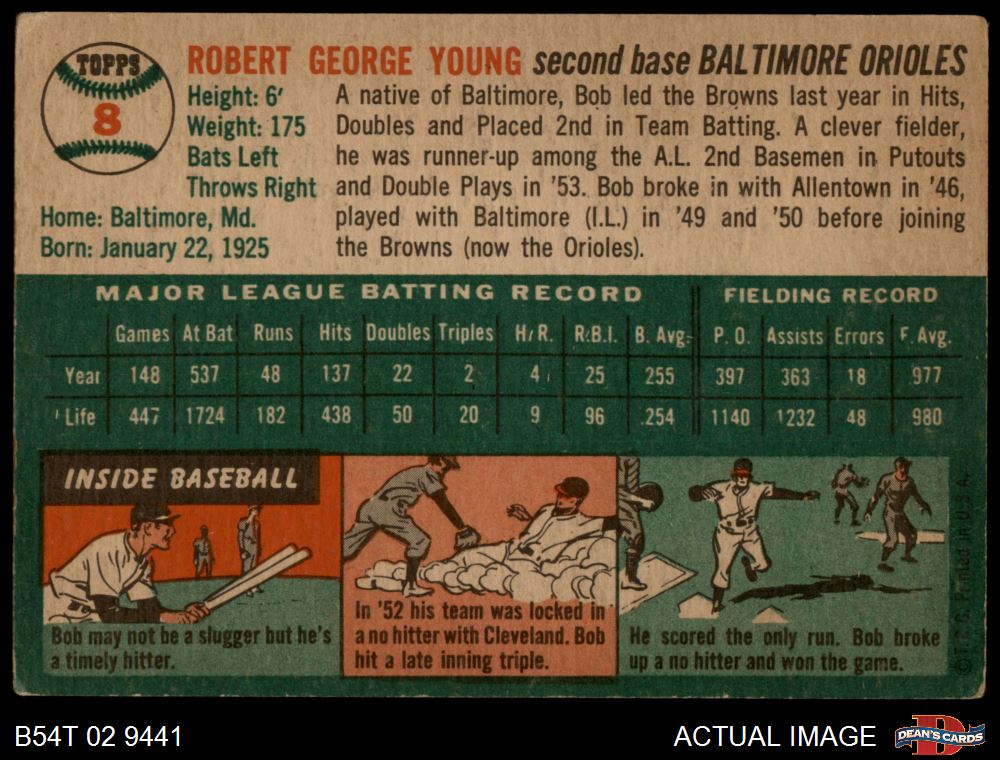 TOPPS
8
ROBERT GEORGE YOUNG second base BALTIMORE ORIOLES
Height: 6'
Weight: 175
Bats Left
Throws Right
Home: Baltimore, Md.
Born: January 22, 1925
A native of Baltimore, Bob led the Browns last year in Hits,
Doubles and Placed 2nd in Team Batting. A clever fielder,
he was runner-up among the A.L. 2nd Basemen in Putouts
and Double Plays in '53. Bob broke in with Allentown in '46,
played with Baltimore (I.L.) in '49 and '50 before joining
the Browns (now the Orioles).
MAJOR LEAGUE BATTING RECORD FIELDING RECORD
Games At Bat Runs Hits Doubles Triples H.R. R.B.I. B. Avg. P. O. Assists Errors F. Avg.
Year 148 537 48 137 22 2 4 25 255 397 363 18 .977
Life 447 1724 182 438 50 20 9 96 .254 1140 1232 48 980
INSIDE BASEBALL
Bob may not be a slugger but he's
a timely hitter.
In '52 his team was locked in
a no hitter with Cleveland. Bob
hit a late inning triple.
He scored the only run. Bob broke
up a no hitter and won the game.
©T.C.G. Printed in U.S.A.
B54T 02 9441
ACTUAL IMAGE
D
DEAN'S CARDS